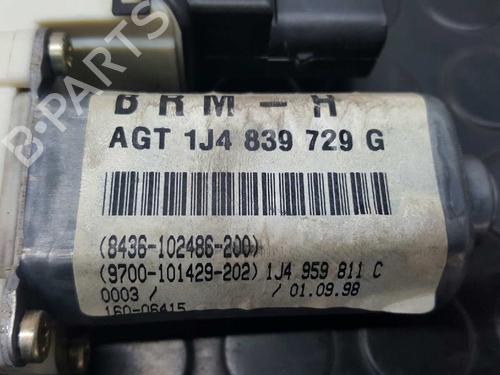 B-PARTS
BRM-H
AGT 1J4 839 729 G
(8436-102486-200)
(9700-101429-202) 1J4 959 811 C
0003 / / 01.09.98
160-06415